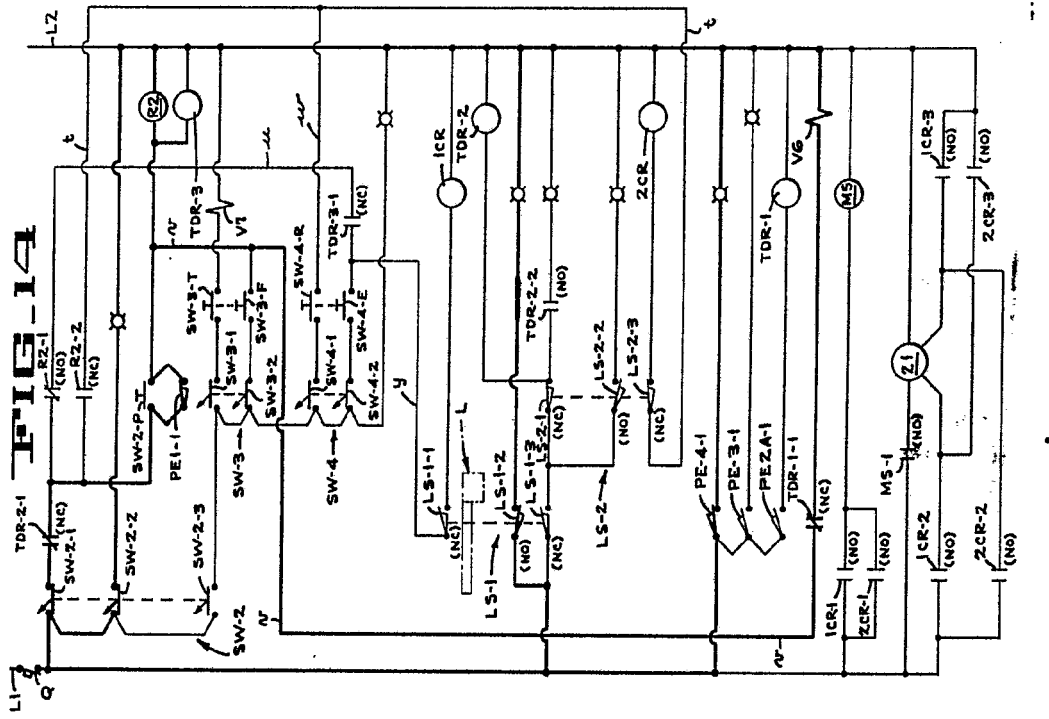 FIG_14
L1
Q
L2
t
t
TDR-2-1
(NC)
R2-1
(NO)
R2-2
(NC)
SW-2-1
SW-2-2
SW-2-3
SW-2
SW-2-P
PE1-1
R2
TDR-3
u
v
w
SW-3-T
SW-3-F
SW-3-1
SW-3-2
SW-3
V7
SW-4-R
SW-4-E
SW-4-1
SW-4-2
SW-4
TDR-3-1
(NC)
y
L
LS-1-1
(NC)
1CR
TDR-2
LS-1-2
(NO)
LS-1-3
(NC)
LS-1
LS-2-1
(NC)
TDR-2-2
(NO)
LS-2-2
(NO)
LS-2-3
(NC)
LS-2
2CR
PE-4-1
PE-3-1
PE2A-1
TDR-1
TDR-1-1
(NC)
V6
v
v
1CR-1
(NO)
2CR-1
(NO)
MS
MS-1
(NO)
21
1CR-2
(NO)
2CR-2
(NO)
1CR-3
(NO)
2CR-3
(NO)